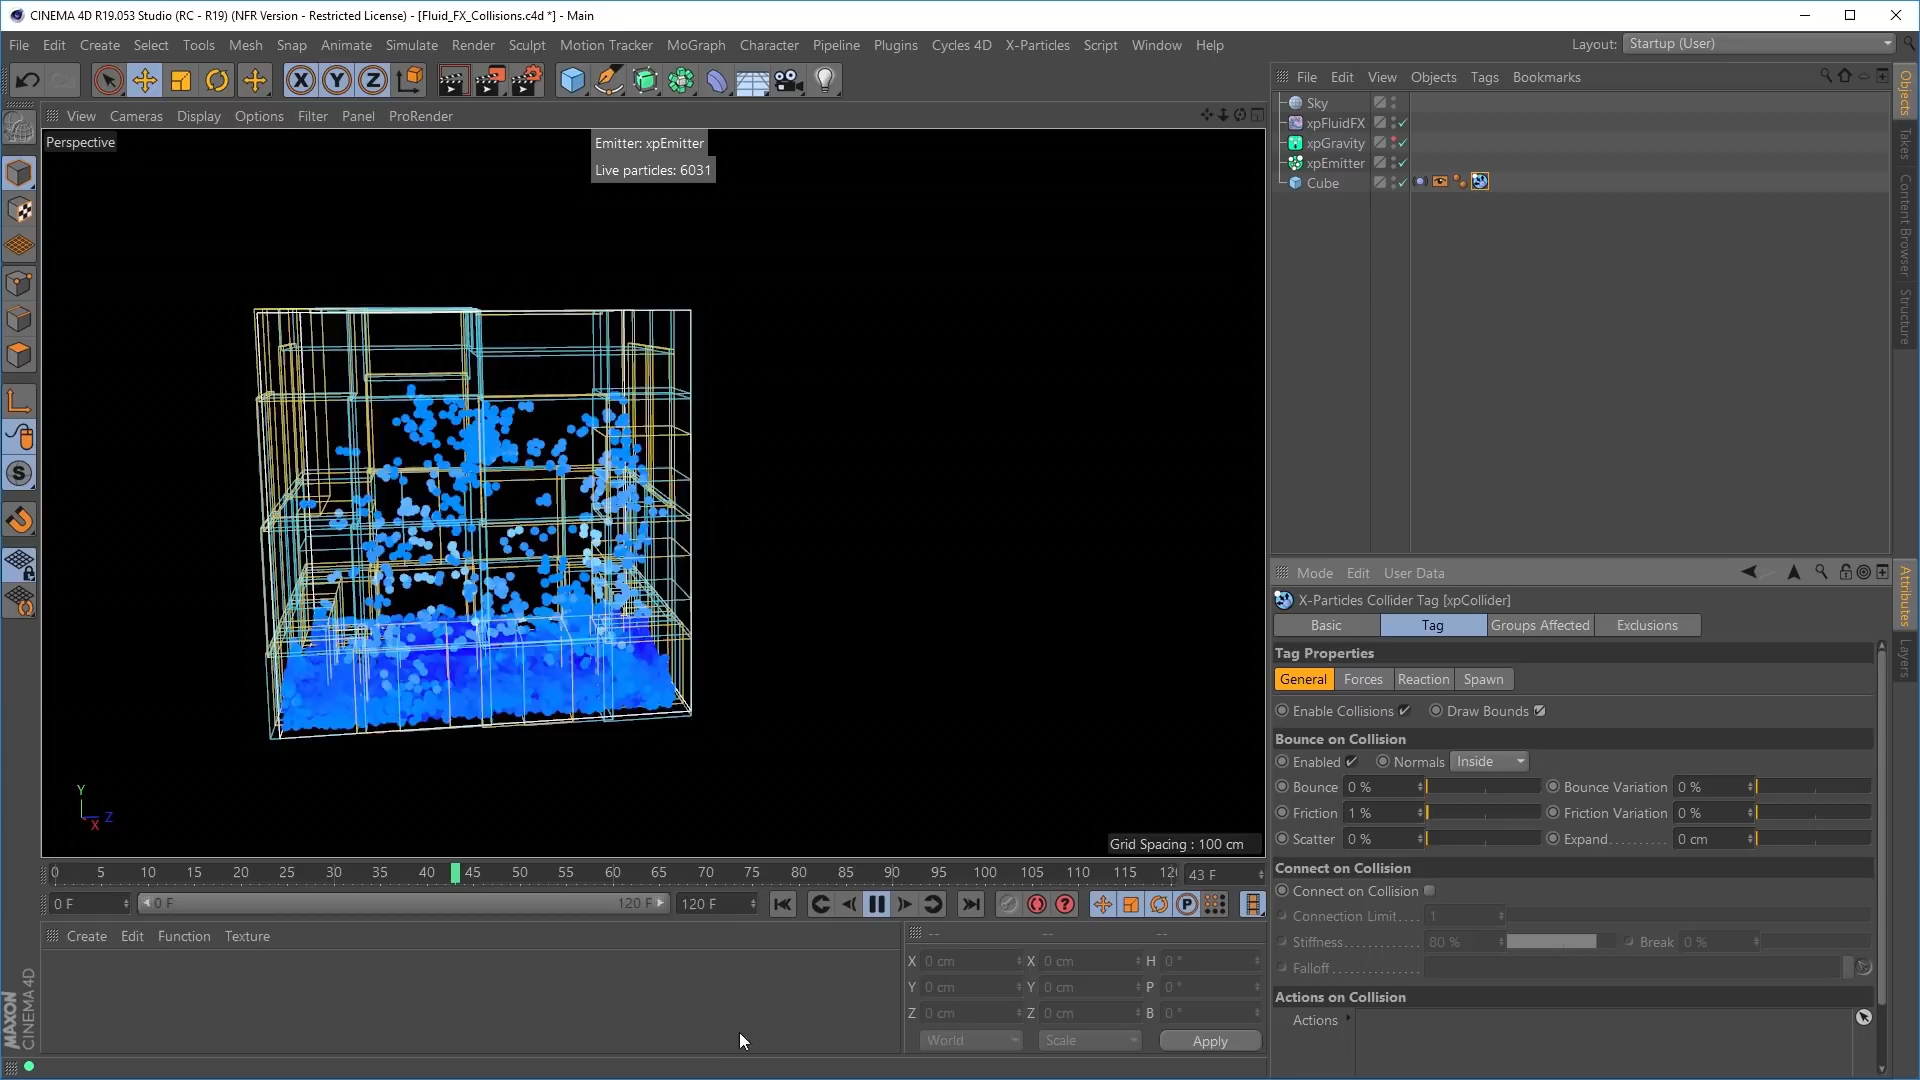 CINEMA 4D R19.053 Studio (RC - R19) (NFR Version - Restricted License) - [Fluid_FX_Collisions.c4d *] - Main
File Edit Create Select Tools Mesh Snap Animate Simulate Render Sculpt Motion Tracker MoGraph Character Pipeline Plugins Cycles 4D X-Particles Script Window Help
Layout: Startup (User)
X Y Z
File Edit View Objects Tags Bookmarks
View Cameras Display Options Filter Panel ProRender
Perspective
Emitter: xpEmitter
Live particles: 6031
Sky
xpFluidFX
xpGravity
xpEmitter
Cube
Objects
Takes
Content Browser
Structure
Mode Edit User Data
X-Particles Collider Tag [xpCollider]
Basic Tag Groups Affected Exclusions
Tag Properties
General Forces Reaction Spawn
Enable Collisions Draw Bounds
Bounce on Collision
Enabled Normals Inside
Bounce 0 % Bounce Variation 0 %
Friction 1 % Friction Variation 0 %
Scatter 0 % Expand.......... 0 cm
Connect on Collision
Connect on Collision
Connection Limit.... 1
Stiffness.............. 80 % Break 0 %
Falloff..................
Actions on Collision
Actions
Attributes
Layers
Y
Z
X
Grid Spacing : 100 cm
0 5 10 15 20 25 30 35 40 45 50 55 60 65 70 75 80 85 90 95 100 105 110 115 43 F
0 F 0 F 120 F 120 F
Create Edit Function Texture
-- -- --
X 0 cm X 0 cm H 0 °
Y 0 cm Y 0 cm P 0 °
Z 0 cm Z 0 cm B 0 °
World Scale Apply
MAXON
CINEMA 4D